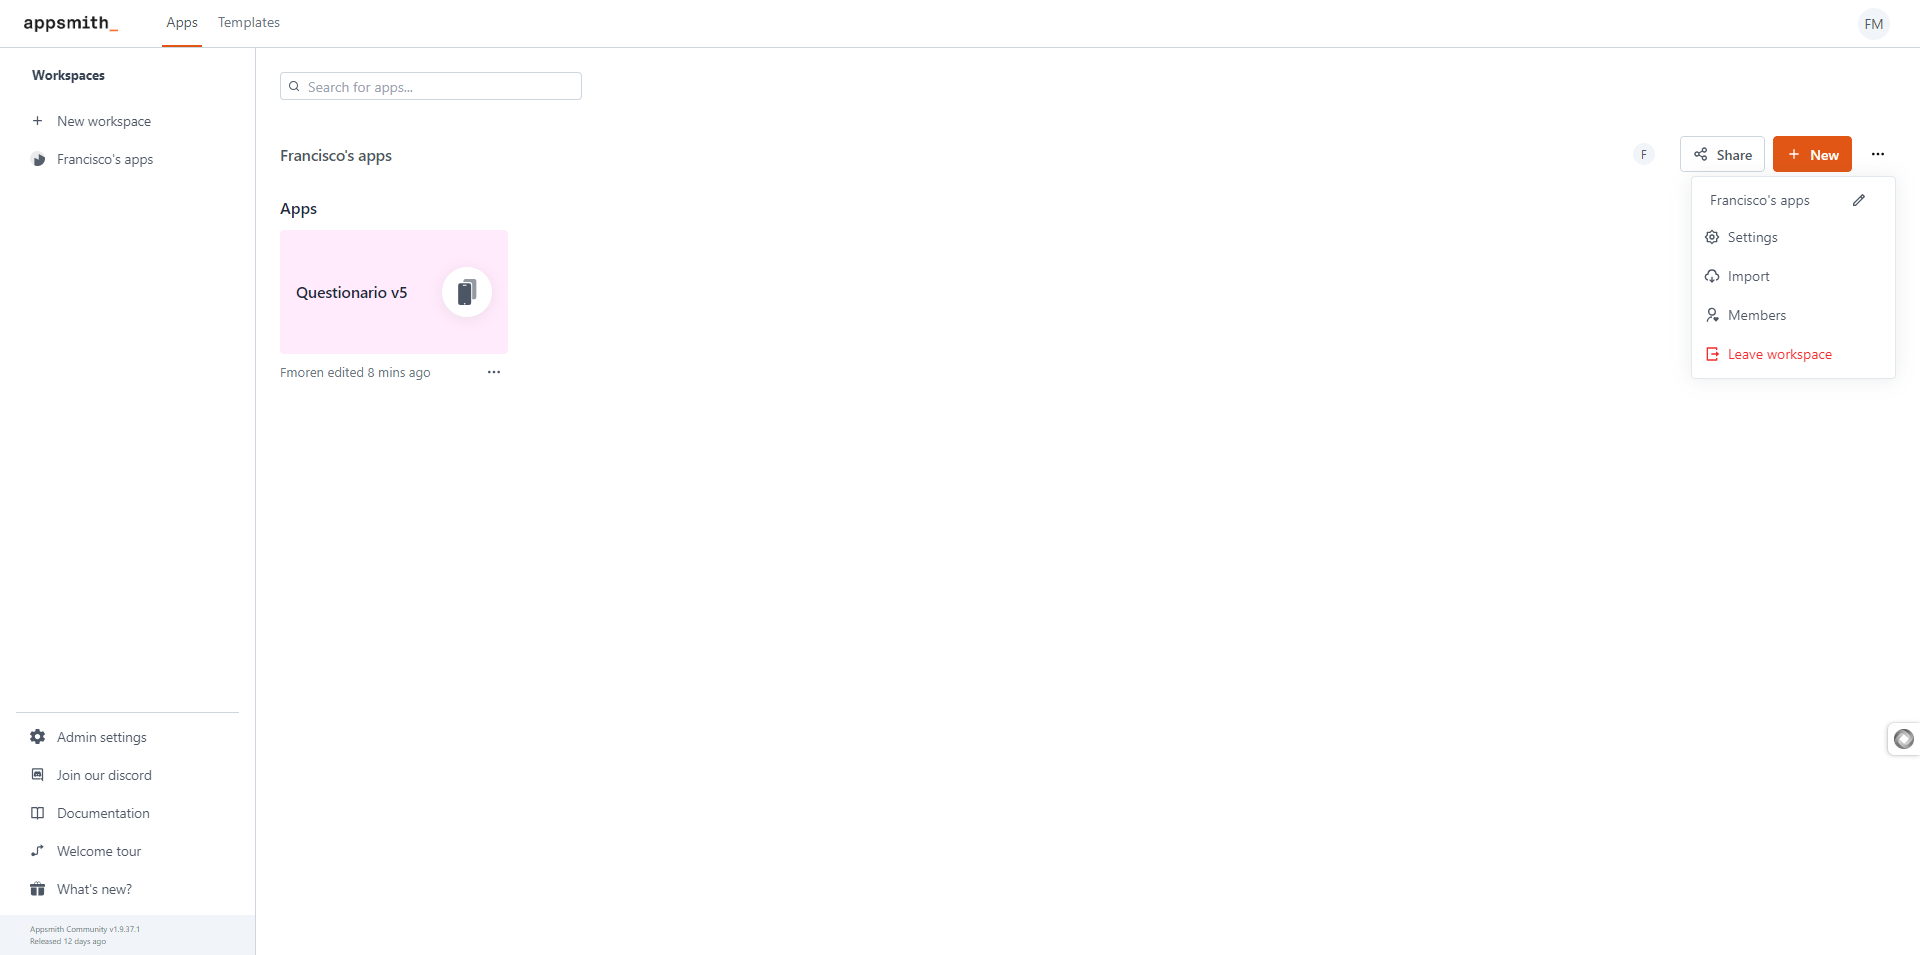 appsmith_
Apps
Templates
FM
Workspaces
New workspace
Francisco's apps
Search for apps...
Francisco's apps
F
Share
New
Francisco's apps
Settings
Import
Members
Leave workspace
Apps
Questionario v5
Fmoren edited 8 mins ago
Admin settings
Join our discord
Documentation
Welcome tour
What's new?
Appsmith Community v1.9.37.1
Released 12 days ago